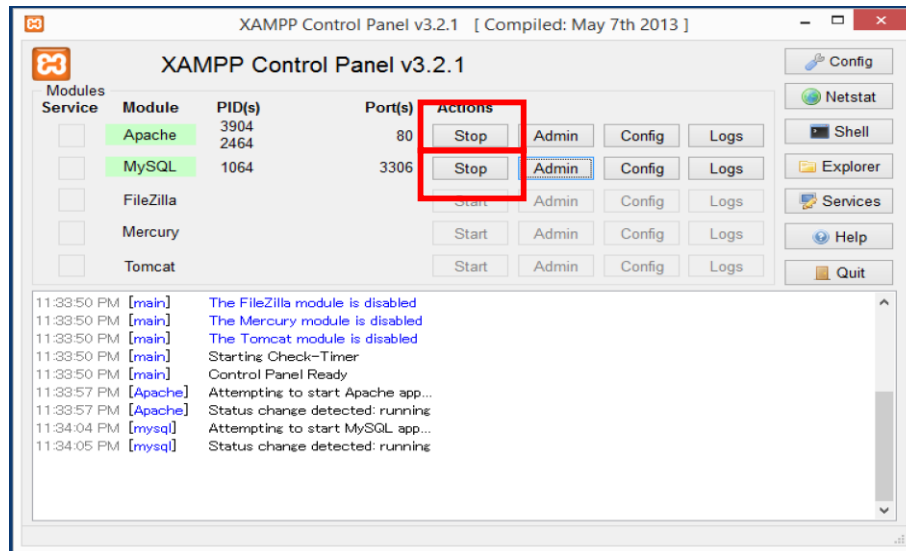 XAMPP Control Panel v3.2.1 [ Compiled: May 7th 2013 ]
XAMPP Control Panel v3.2.1
Config
Modules
Service Module PID(s) Port(s) Actions
Netstat
Apache 3904 2464 80 Stop Admin Config Logs
Shell
MySQL 1064 3306 Stop Admin Config Logs
Explorer
FileZilla Start Admin Config Logs
Services
Mercury Start Admin Config Logs
Help
Tomcat Start Admin Config Logs
Quit
11:33:50 PM [main] The FileZilla module is disabled
11:33:50 PM [main] The Mercury module is disabled
11:33:50 PM [main] The Tomcat module is disabled
11:33:50 PM [main] Starting Check-Timer
11:33:50 PM [main] Control Panel Ready
11:33:57 PM [Apache] Attempting to start Apache app...
11:33:57 PM [Apache] Status change detected: running
11:34:04 PM [mysql] Attempting to start MySQL app...
11:34:05 PM [mysql] Status change detected: running